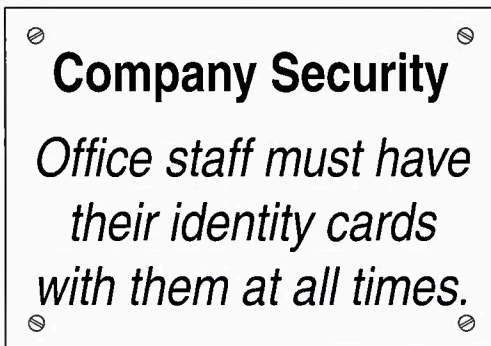 Company Security
Office staff must have
their identity cards
with them at all times.